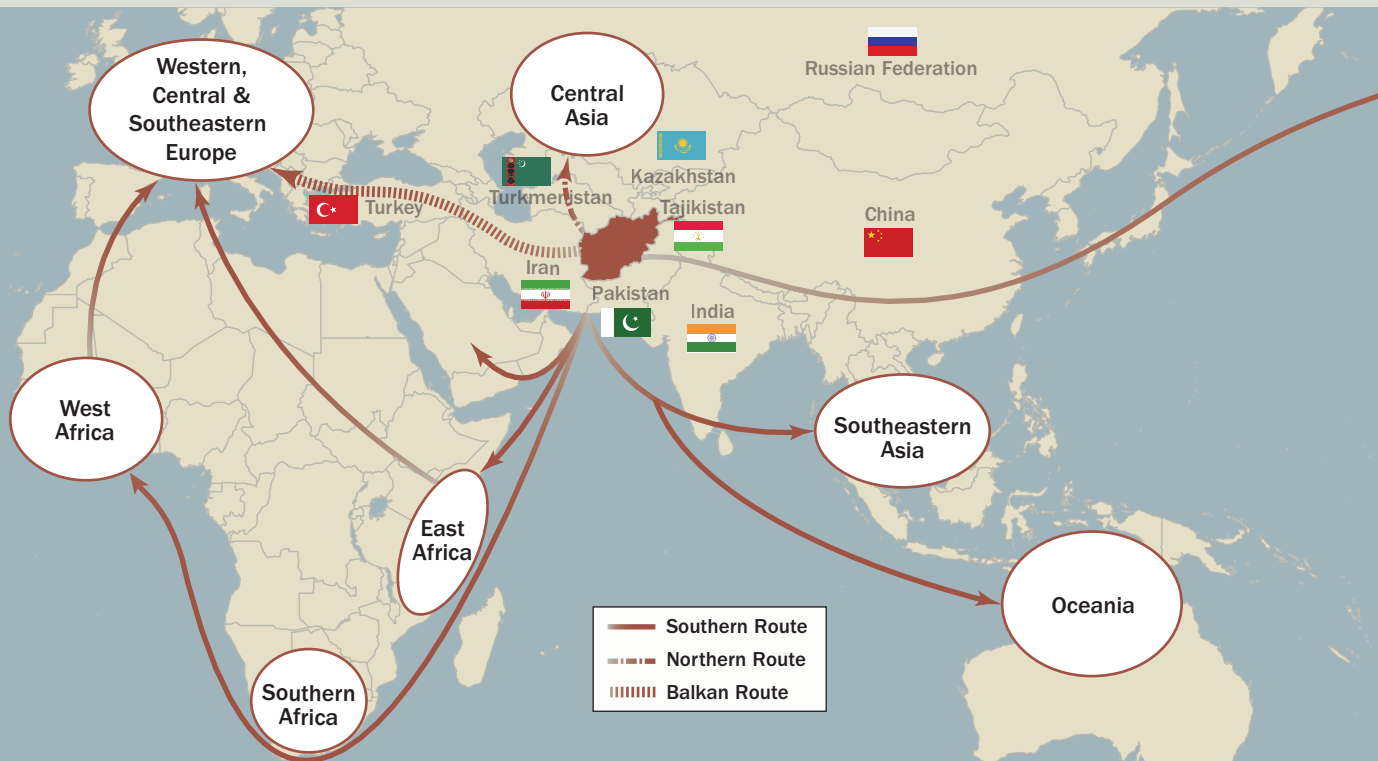 Western,
Central &
Southeastern
Europe
Central
Asia
Russian Federation
Kazakhstan
Turkmenistan
Turkey
Tajikistan
China
Iran
Pakistan
India
West
Africa
Southeastern
Asia
East
Africa
Oceania
Southern
Africa
Southern Route
Northern Route
Balkan Route